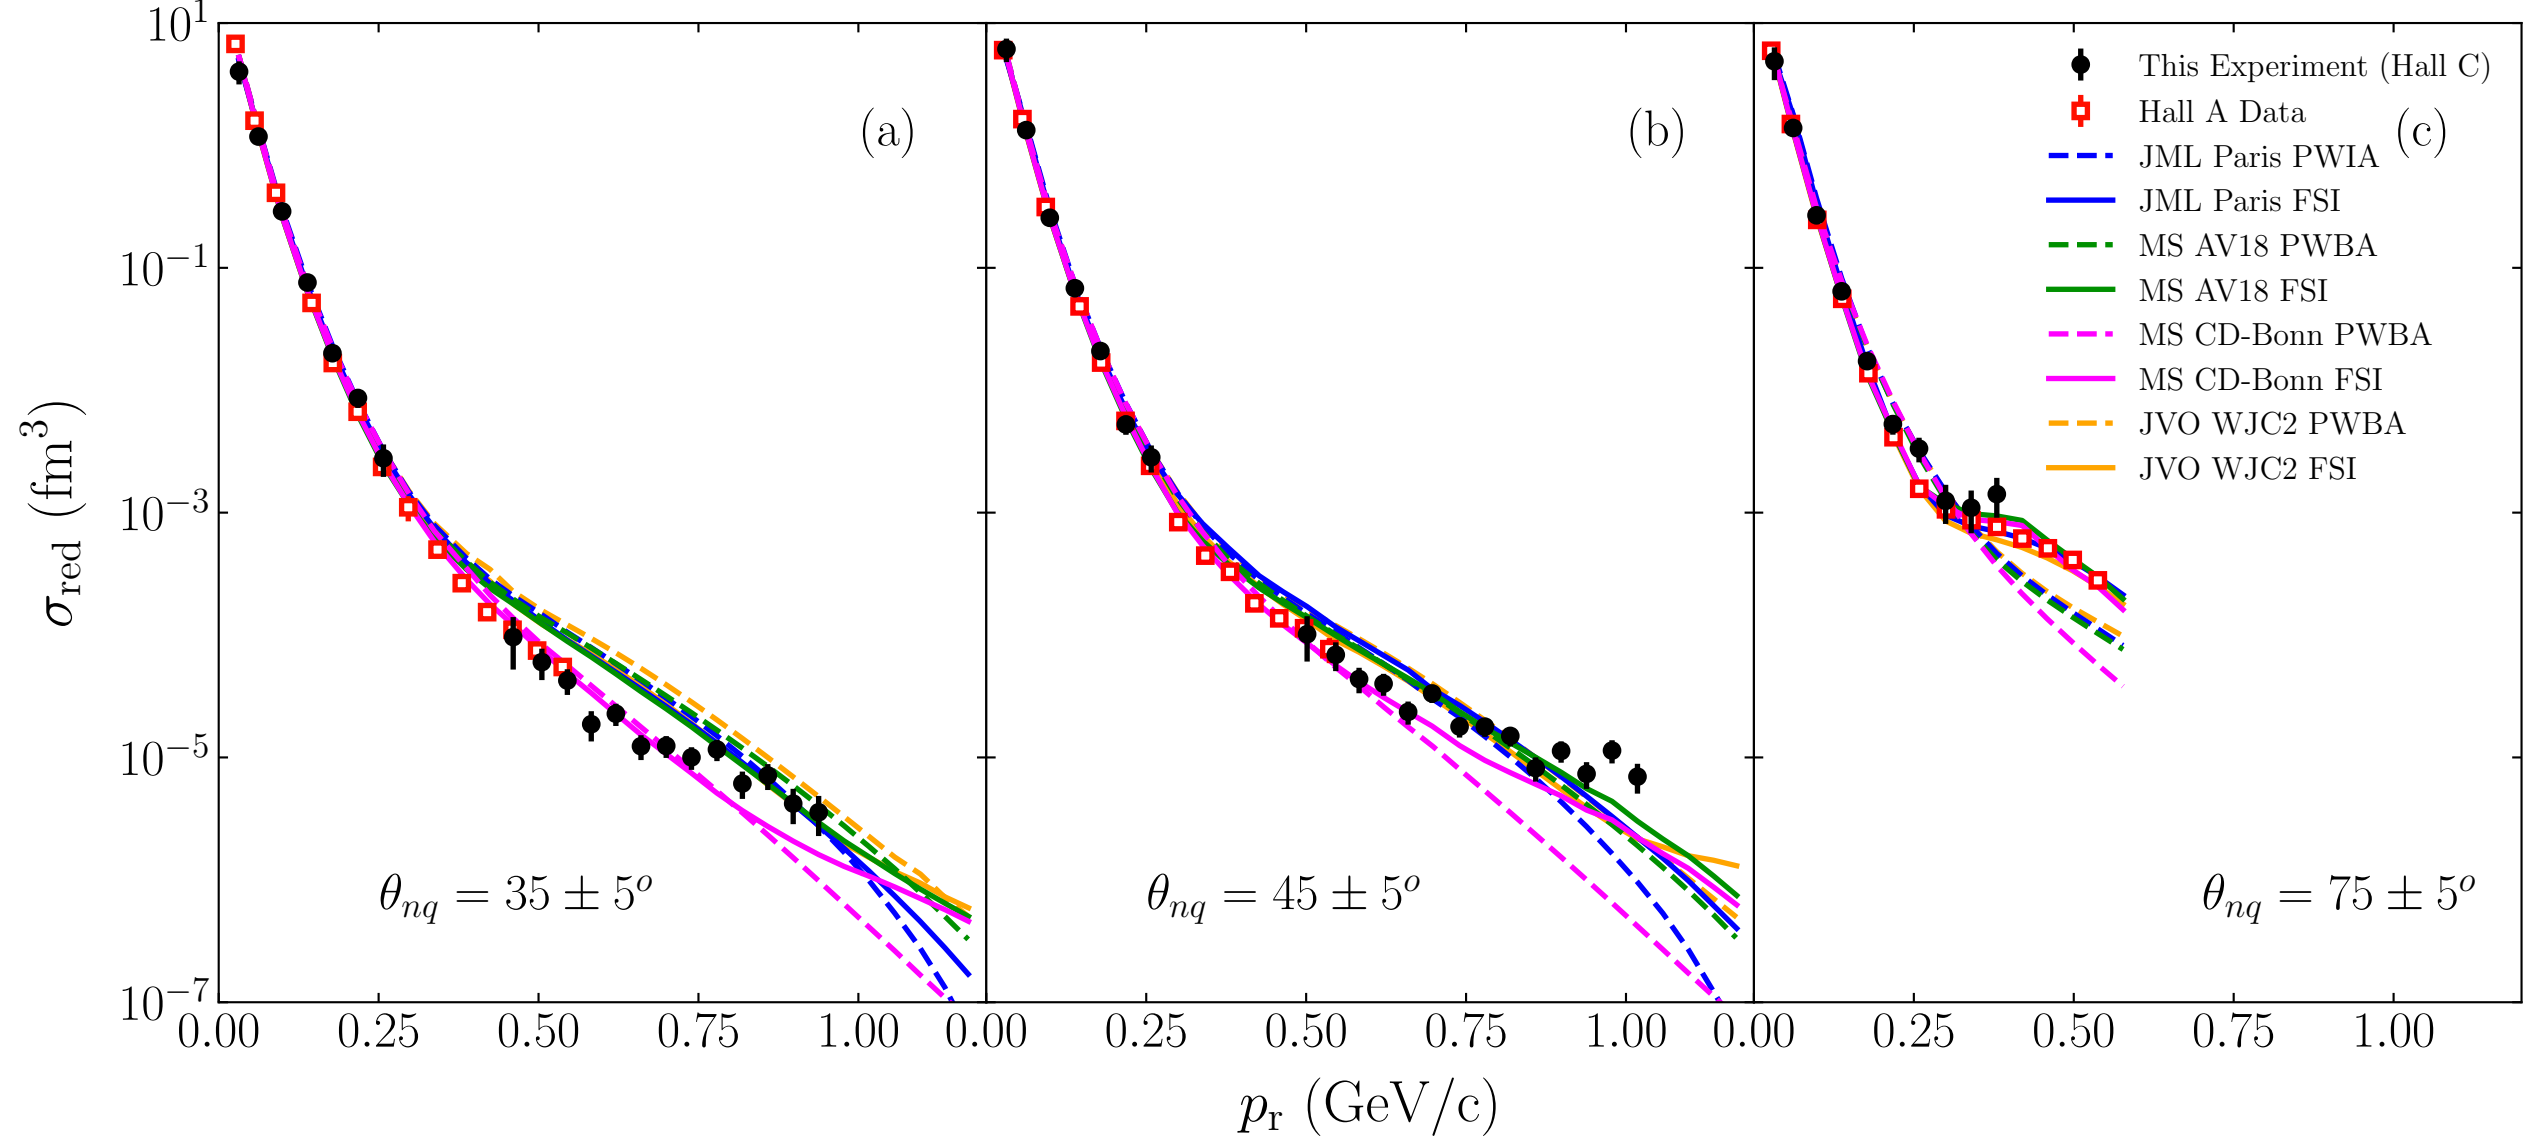 10¹
10⁻¹
10⁻³
10⁻⁵
10⁻⁷
σ_red (fm³)
(a)
θ_nq = 35 ± 5°
0.00 0.25 0.50 0.75 1.00
(b)
θ_nq = 45 ± 5°
0.00 0.25 0.50 0.75 1.00
This Experiment (Hall C)
Hall A Data
(c)
JML Paris PWIA
JML Paris FSI
MS AV18 PWBA
MS AV18 FSI
MS CD-Bonn PWBA
MS CD-Bonn FSI
JVO WJC2 PWBA
JVO WJC2 FSI
θ_nq = 75 ± 5°
0.00 0.25 0.50 0.75 1.00
p_r (GeV/c)